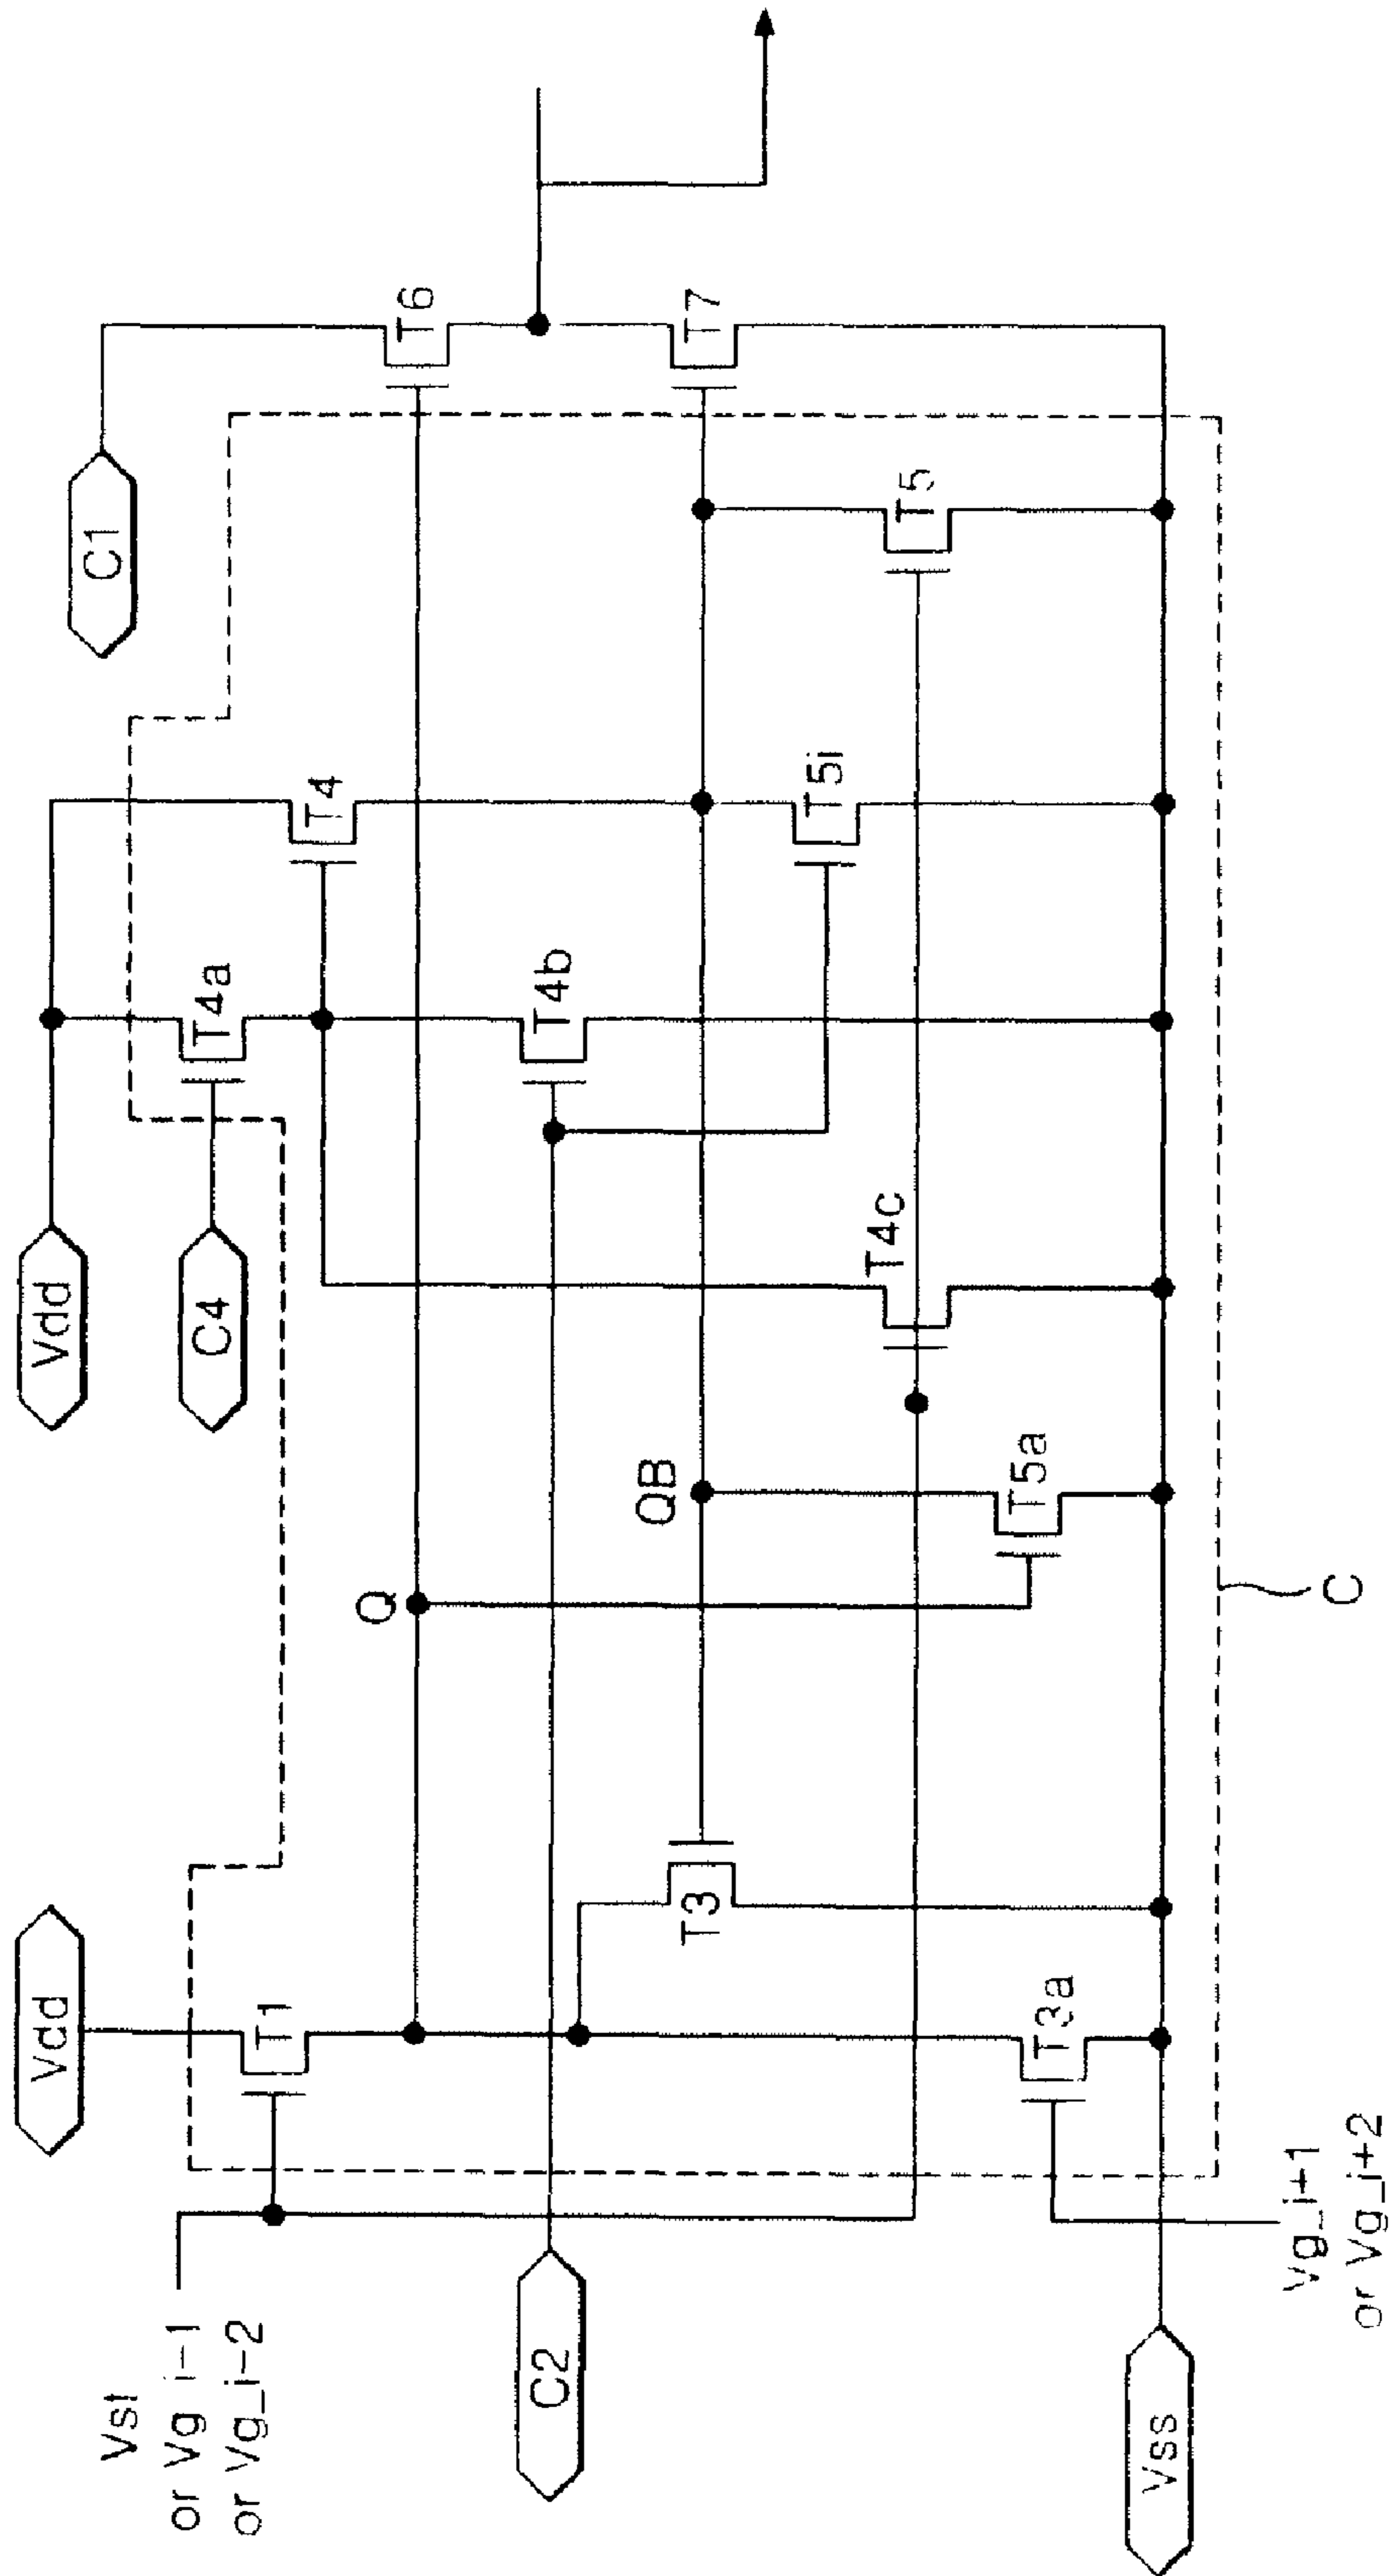 Vdd
Vdd
C1
Vst
or Vg i-1
or Vg_i-2
C4
T4a
T1
T4
Q
T6
C2
T4b
QB
T3
T7
T5i
T4c
T5
T5a
T3a
Vss
Vg_i+1
or Vg_i+2
C